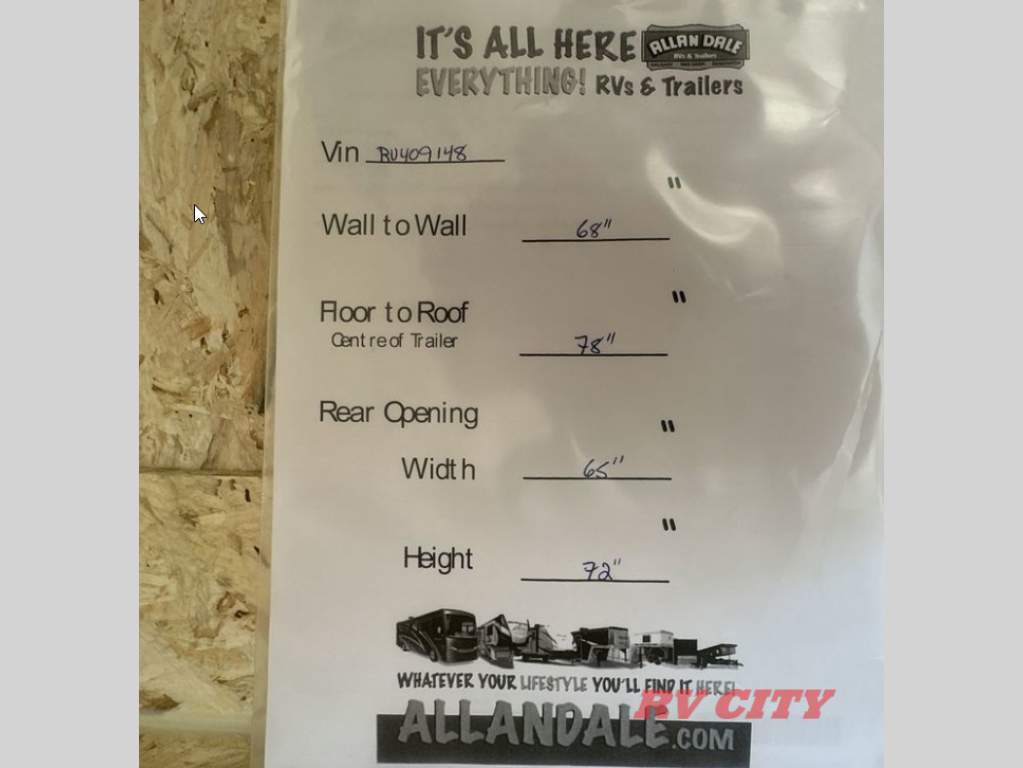 IT'S ALL HERE ALLAN DALE
RVs & Trailers
EVERYTHING! RVs & Trailers
Vin RU409148
"
Wall to Wall 68"
"
Floor to Roof
Centre of Trailer 78"
Rear Opening
"
Width 65"
"
Height 72"
WHATEVER YOUR LIFESTYLE YOU'LL FIND IT HERE!
RV CITY
ALLANDALE.COM